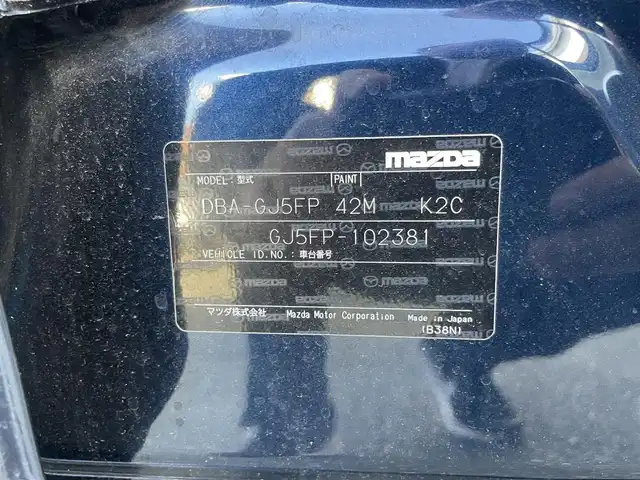 mazda
MODEL: 型式 PAINT
DBA-GJ5FP 42M K2C
GJ5FP-102381
VEHICLE I.D.NO.: 車台番号
マツダ株式会社 Mazda Motor Corporation Made in Japan
(B38N)